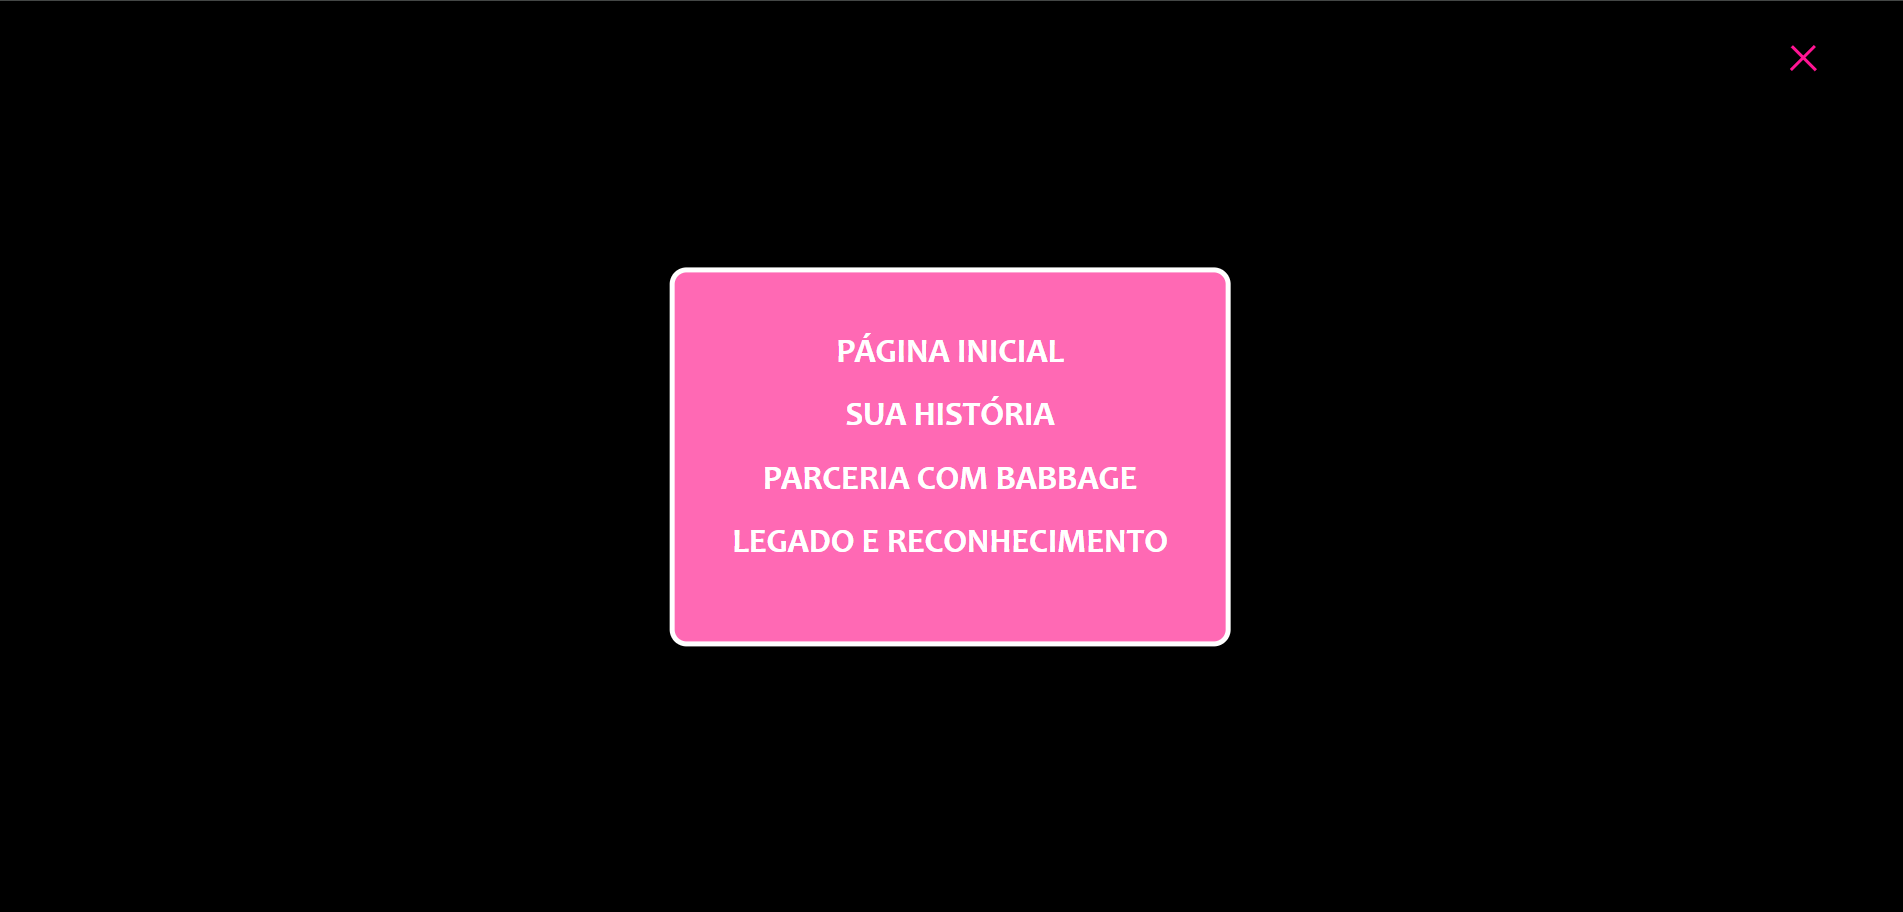 PÁGINA INICIAL
SUA HISTÓRIA
PARCERIA COM BABBAGE
LEGADO E RECONHECIMENTO